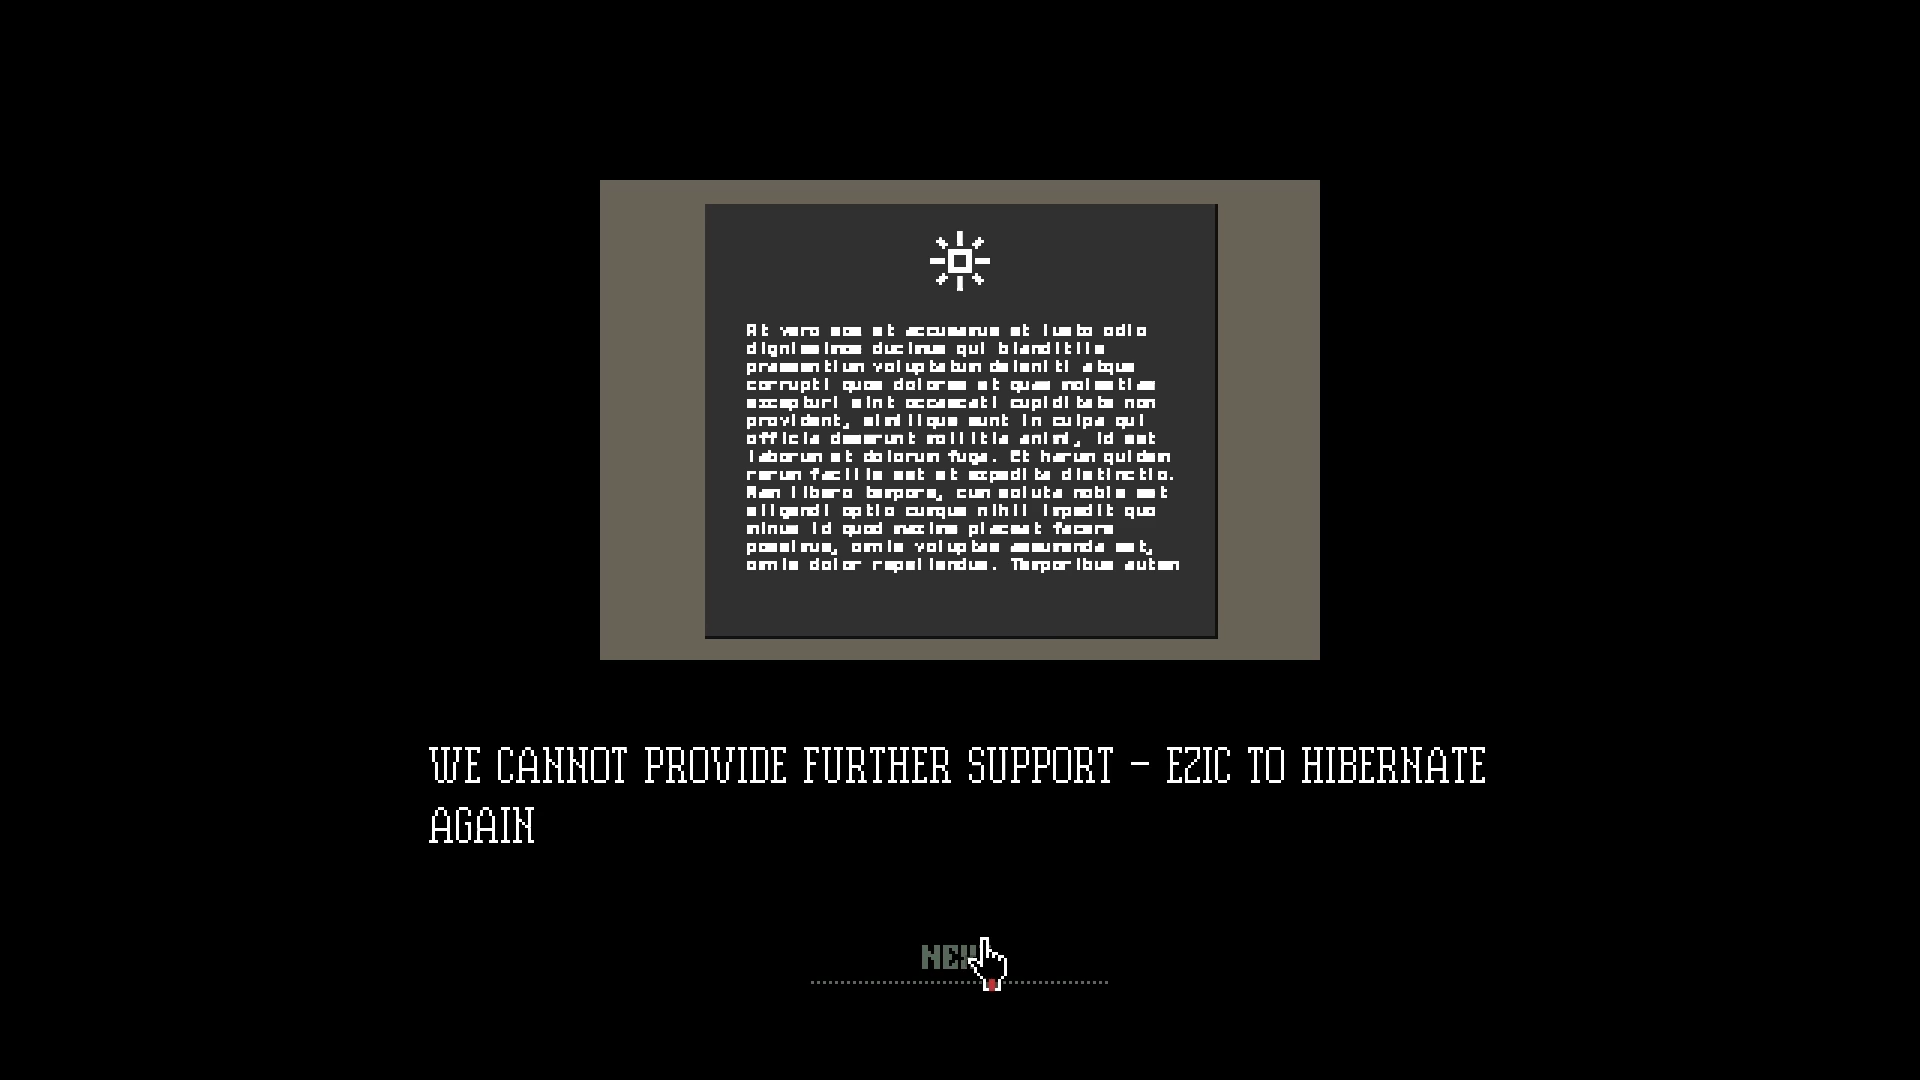 At vero eos et accusamus et iusto odio
dignissimos ducimus qui blanditiis
praesentium voluptatum deleniti atque
corrupti quos dolores et quas molestias
excepturi sint occaecati cupiditate non
provident, similique sunt in culpa qui
officia deserunt mollitia animi, id est
laborum et dolorum fuga. Et harum quidem
rerum facilis est et expedita distinctio.
Nam libero tempore, cum soluta nobis est
eligendi optio cumque nihil impedit quo
minus id quod maxime placeat facere
possimus, omnis voluptas assumenda est,
omnis dolor repellendus. Temporibus autem
WE CANNOT PROVIDE FURTHER SUPPORT - EZIC TO HIBERNATE
AGAIN